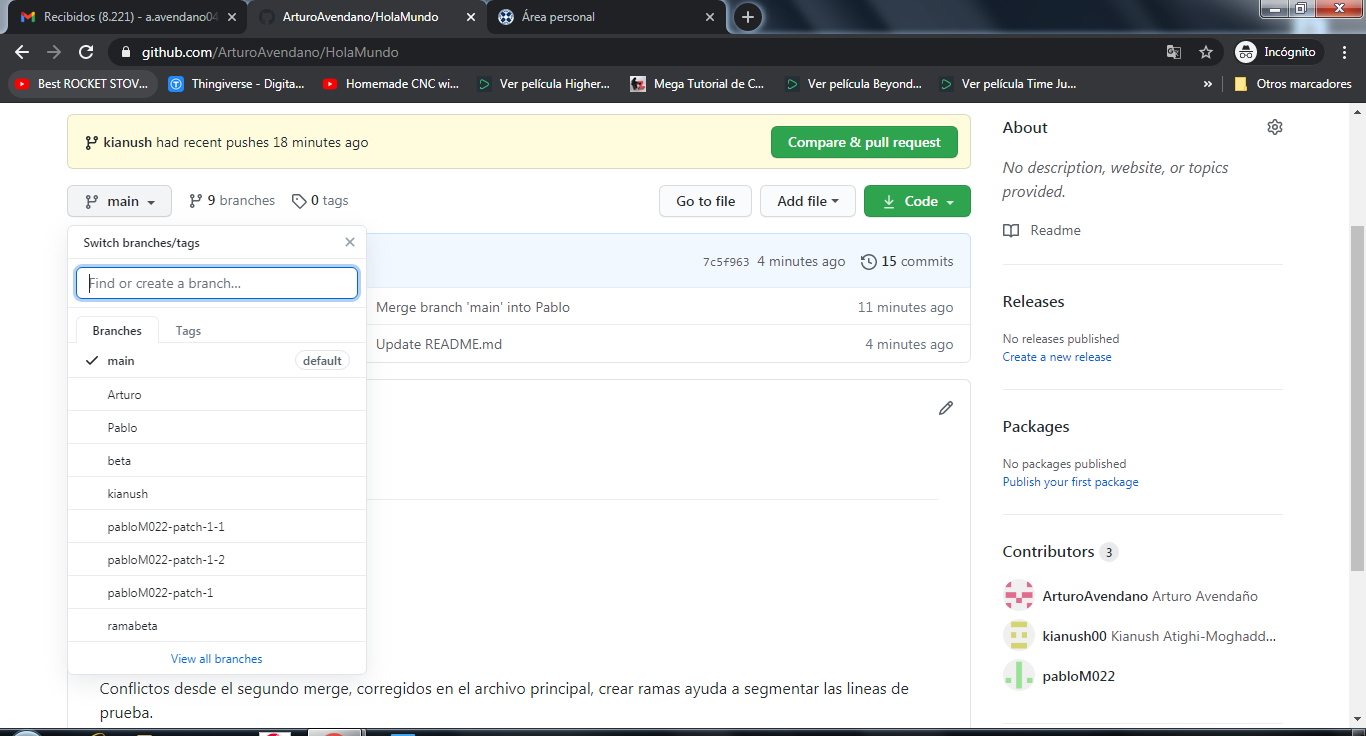 Recibidos (8.221) - a.avendano04
ArturoAvendano/HolaMundo
Área personal
github.com/ArturoAvendano/HolaMundo
Incógnito
Best ROCKET STOV...
Thingiverse - Digita...
Homemade CNC wi...
Ver película Higher...
Mega Tutorial de C...
Ver película Beyond...
Ver película Time Ju...
»
Otros marcadores
kianush had recent pushes 18 minutes ago
Compare & pull request
main
9 branches
0 tags
Go to file
Add file
Code
Switch branches/tags
Find or create a branch...
Branches
Tags
main
default
Arturo
Pablo
beta
kianush
pabloM022-patch-1-1
pabloM022-patch-1-2
pabloM022-patch-1
ramabeta
View all branches
7c5f963 4 minutes ago
15 commits
Merge branch 'main' into Pablo
11 minutes ago
Update README.md
4 minutes ago
Conflictos desde el segundo merge, corregidos en el archivo principal, crear ramas ayuda a segmentar las lineas de
prueba.
About
No description, website, or topics
provided.
Readme
Releases
No releases published
Create a new release
Packages
No packages published
Publish your first package
Contributors 3
ArturoAvendano Arturo Avendaño
kianush00 Kianush Atighi-Moghadd...
pabloM022